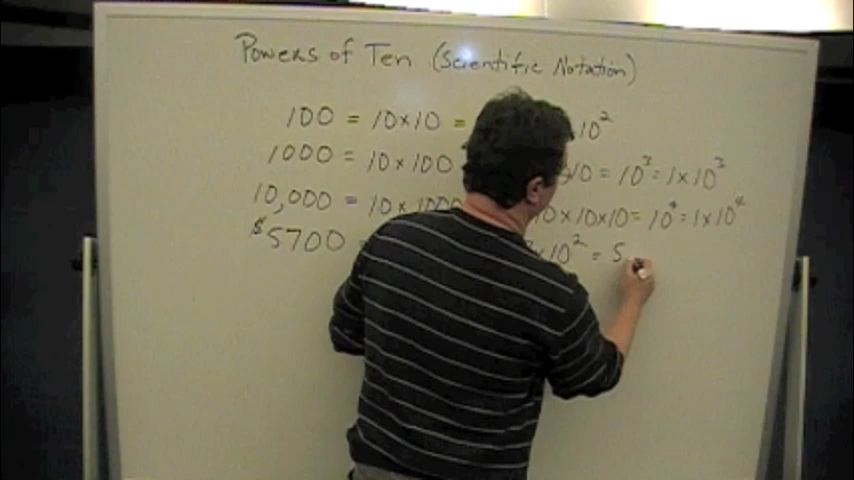 Powers of Ten (Scientific Notation)
100 = 10×10 = 10²
1000 = 10×100 10 = 10³ = 1×10³
10,000 = 10×1000 10×10×10 = 10⁴ = 1×10⁴
$5700 = ×10² = 5.